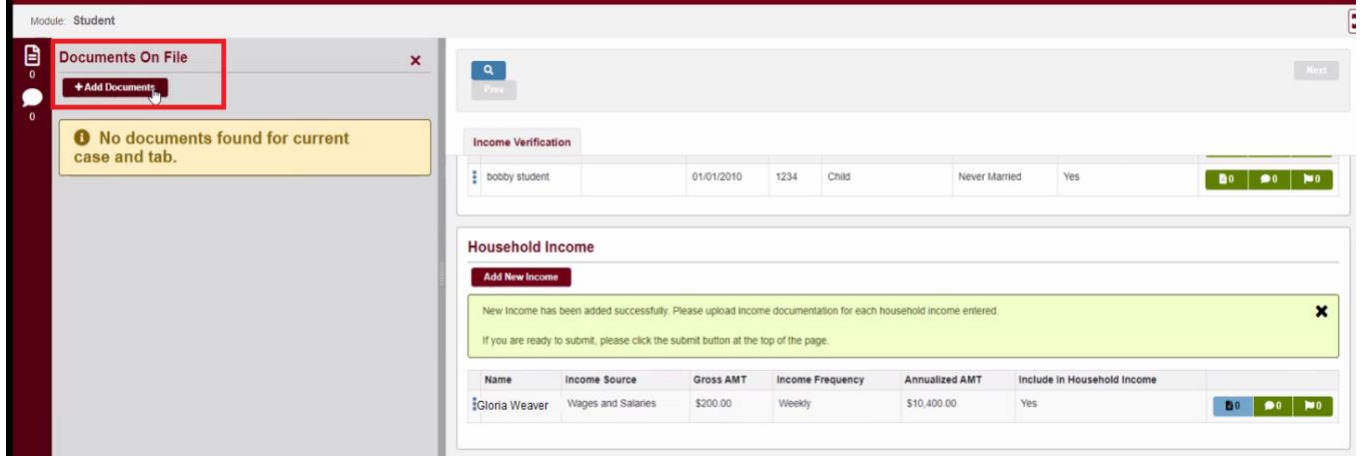 Module: Student
0
0
Documents On File
+ Add Documents
No documents found for current
case and tab.
Prev
Next
Income Verification
bobby student 01/01/2010 1234 Child Never Married Yes 0 0 0
Household Income
Add New Income
New Income has been added successfully. Please upload income documentation for each household income entered.
If you are ready to submit, please click the submit button at the top of the page.
Name Income Source Gross AMT Income Frequency Annualized AMT Include In Household Income
Gloria Weaver Wages and Salaries $200.00 Weekly $10,400.00 Yes 0 0 0